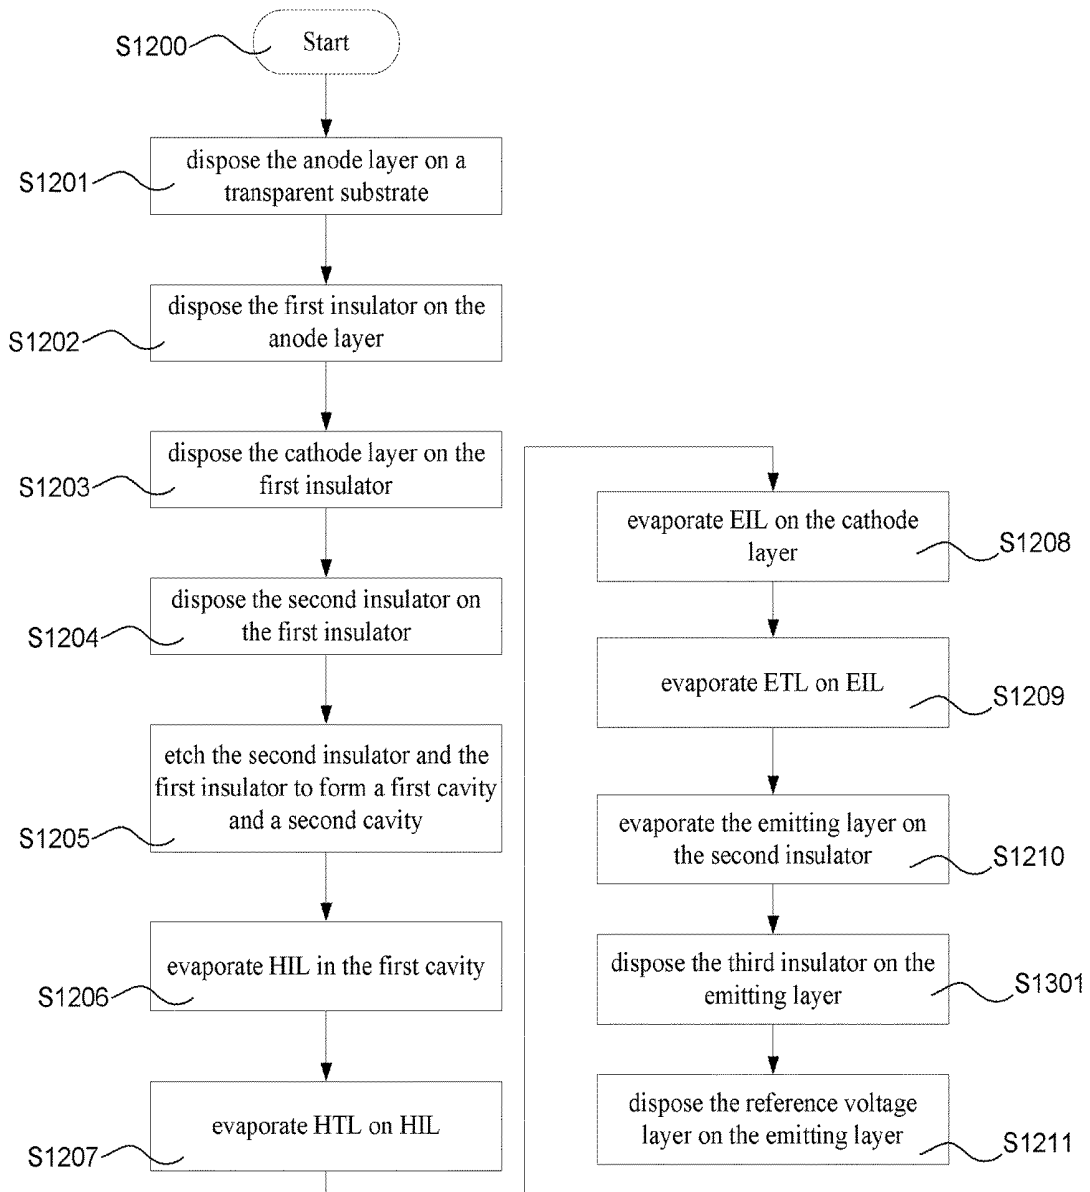 S1200
Start
S1201
dispose the anode layer on a
transparent substrate
S1202
dispose the first insulator on the
anode layer
S1203
dispose the cathode layer on the
first insulator
S1204
dispose the second insulator on
the first insulator
S1205
etch the second insulator and the
first insulator to form a first cavity
and a second cavity
S1206
evaporate HIL in the first cavity
S1207
evaporate HTL on HIL
evaporate EIL on the cathode
layer
S1208
evaporate ETL on EIL
S1209
evaporate the emitting layer on
the second insulator
S1210
dispose the third insulator on the
emitting layer
S1301
dispose the reference voltage
layer on the emitting layer
S1211